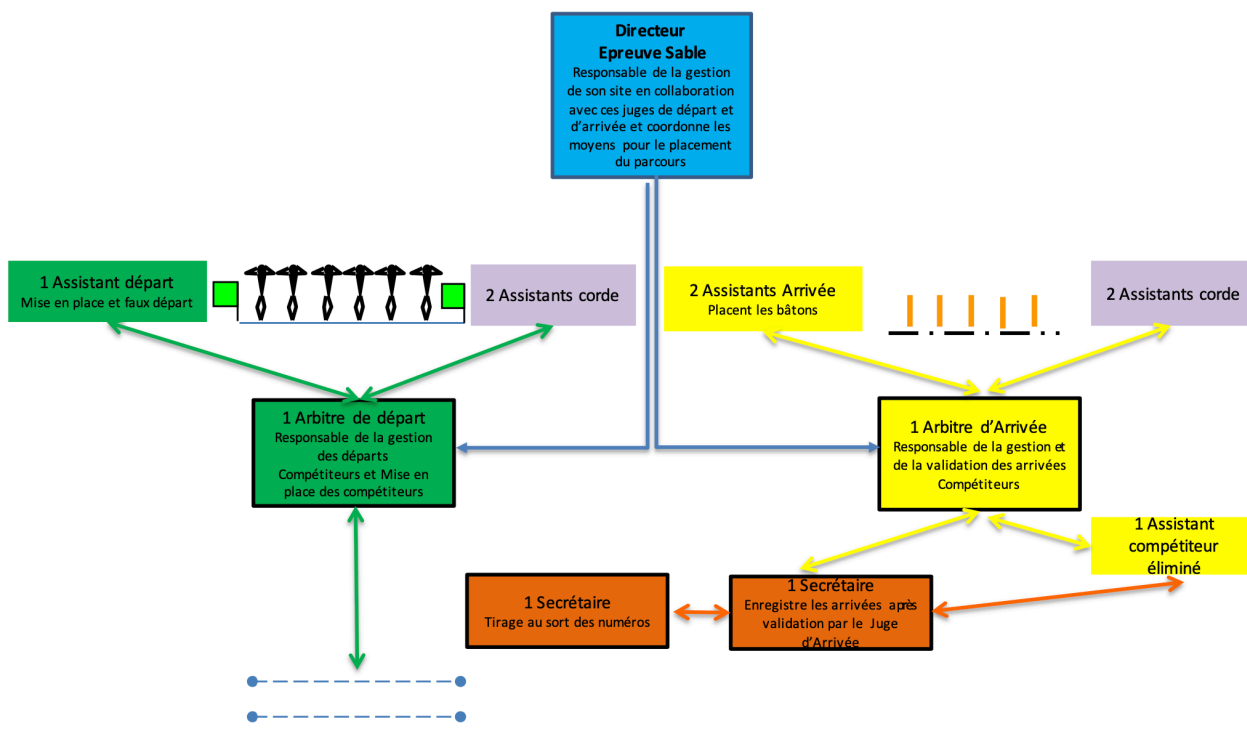 Directeur
Epreuve Sable
Responsable de la gestion
de son site en collaboration
avec ces juges de départ et
d'arrivée et coordonne les
moyens pour le placement
du parcours
1 Assistant départ
Mise en place et faux départ
2 Assistants corde
2 Assistants Arrivée
Placent les bâtons
2 Assistants corde
1 Arbitre de départ
Responsable de la gestion
des départs
Compétiteurs et Mise en
place des compétiteurs
1 Arbitre d'Arrivée
Responsable de la gestion et
de la validation des arrivées
Compétiteurs
1 Assistant
compétiteur
éliminé
1 Secrétaire
Tirage au sort des numéros
1 Secrétaire
Enregistre les arrivées après
validation par le Juge
d'Arrivée